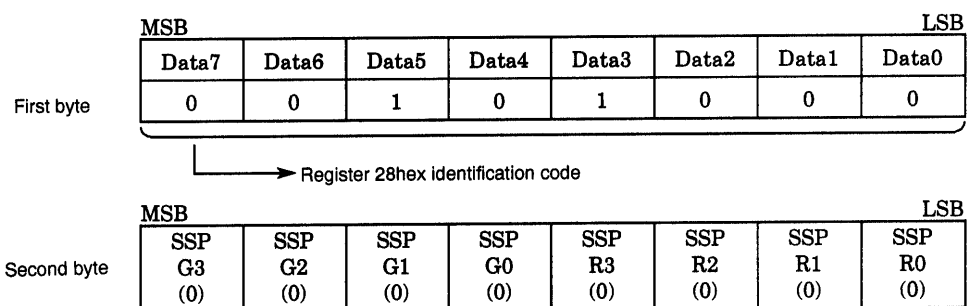 MSB LSB
Data7 Data6 Data5 Data4 Data3 Data2 Data1 Data0
First byte 0 0 1 0 1 0 0 0
Register 28hex identification code
MSB LSB
SSP SSP SSP SSP SSP SSP SSP SSP
Second byte G3 G2 G1 G0 R3 R2 R1 R0
(0) (0) (0) (0) (0) (0) (0) (0)